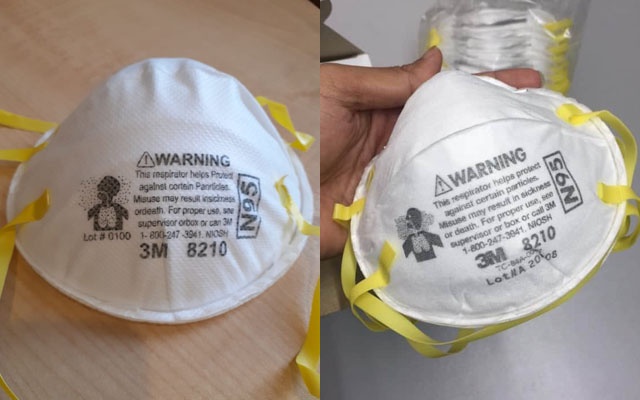 ⚠WARNING
This respirator helps Protect
against certain Panrticles.
Misuse may result insickness
ordeath. For proper use, see
supervisor orbox or call 3M
1-800-247-3941. NIOSH
N95
Lot # 0100
3M 8210
⚠WARNING
This respirator helps protect
against certain particles.
Misuse may result in sickness
or death. For proper use, see
supervisor or box or call 3M
1-800-247-3941. NIOSH
N95
3M 8210
Lot#A 20